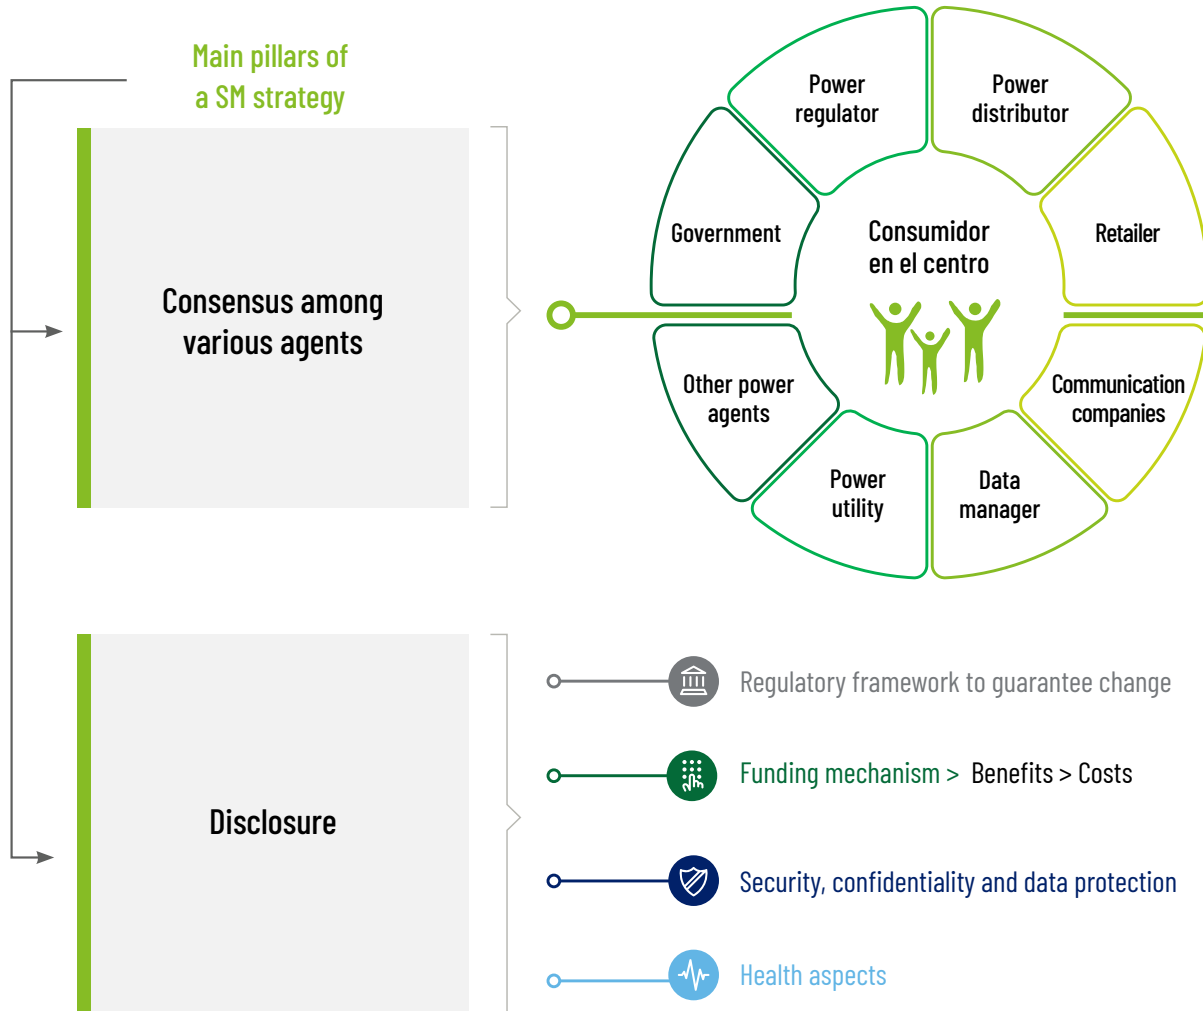 Main pillars of
a SM strategy
Consensus among
various agents
Power
regulator
Power
distributor
Government
Consumidor
en el centro
Retailer
Other power
agents
Communication
companies
Power
utility
Data
manager
Disclosure
Regulatory framework to guarantee change
Funding mechanism > Benefits > Costs
Security, confidentiality and data protection
Health aspects